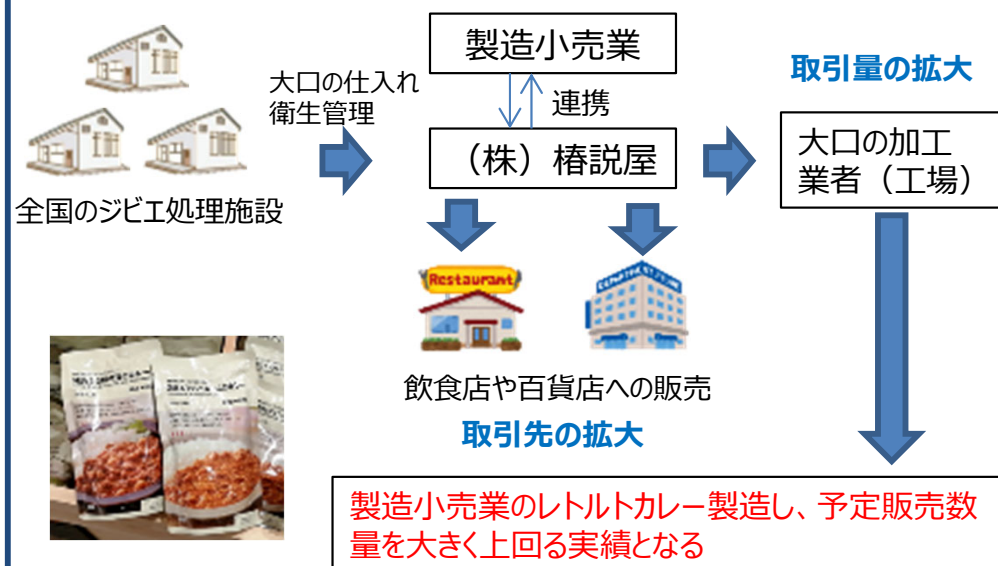 製造小売業
取引量の拡大
大口の仕入れ
衛生管理
連携
(株)椿説屋
大口の加工
業者(工場)
全国のジビエ処理施設
Restaurant
飲食店や百貨店への販売
取引先の拡大
製造小売業のレトルトカレー製造し、予定販売数
量を大きく上回る実績となる